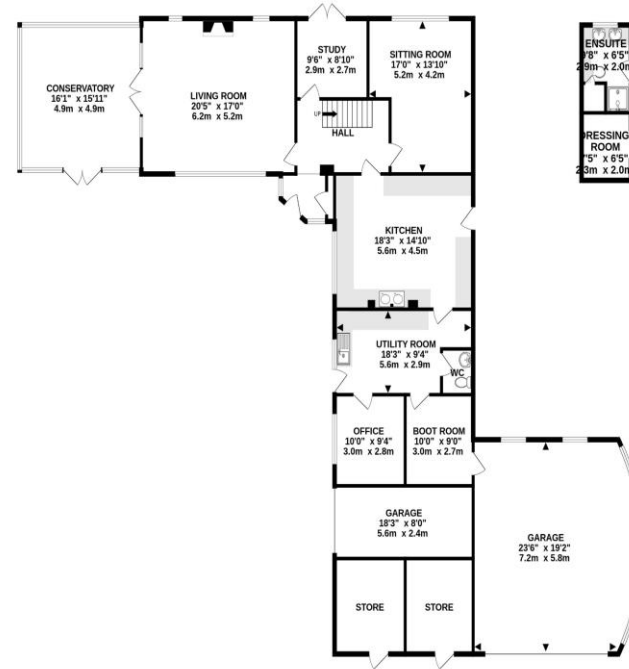 CONSERVATORY
16'1" x 15'11"
4.9m x 4.9m
LIVING ROOM
20'5" x 17'0"
6.2m x 5.2m
STUDY
9'6" x 8'10"
2.9m x 2.7m
SITTING ROOM
17'0" x 13'10"
5.2m x 4.2m
UP
HALL
KITCHEN
18'3" x 14'10"
5.6m x 4.5m
UTILITY ROOM
18'3" x 9'4"
5.6m x 2.9m
WC
OFFICE
10'0" x 9'4"
3.0m x 2.8m
BOOT ROOM
10'0" x 9'0"
3.0m x 2.7m
GARAGE
18'3" x 8'0"
5.6m x 2.4m
GARAGE
23'6" x 19'2"
7.2m x 5.8m
STORE
STORE
ENSUITE
x 6'5"
x 2.0m
DRESSING
ROOM
x 6'5"
x 2.0m